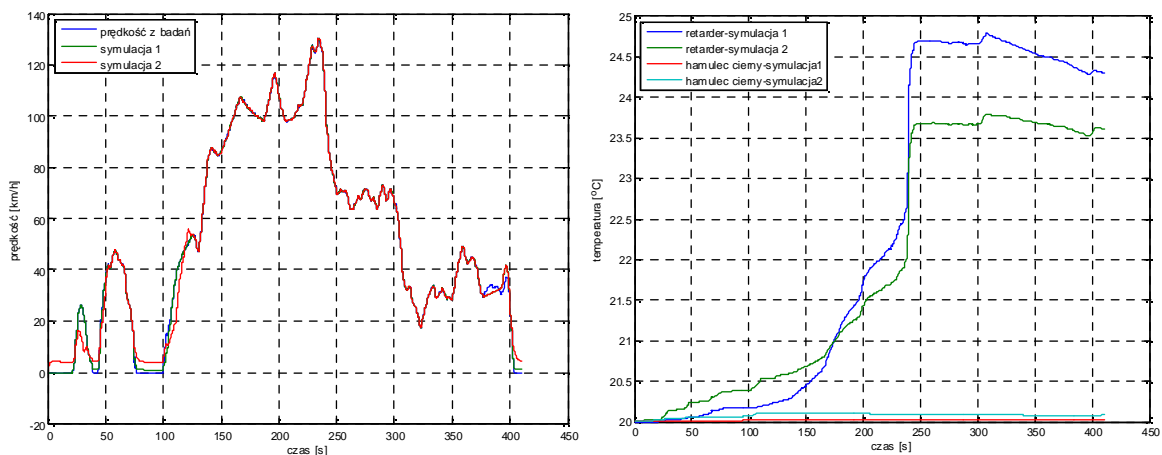 140
120
100
80
60
40
20
0
-20
prędkość [km/h]
prędkość z badań
symulacja 1
symulacja 2
0 50 100 150 200 250 300 350 400 450
czas [s]
25
24.5
24
23.5
23
22.5
22
21.5
21
20.5
20
temperatura [°C]
retarder-symulacja 1
retarder-symulacja 2
hamulec cierny-symulacja1
hamulec cierny-symulacja2
0 50 100 150 200 250 300 350 400 450
czas [s]